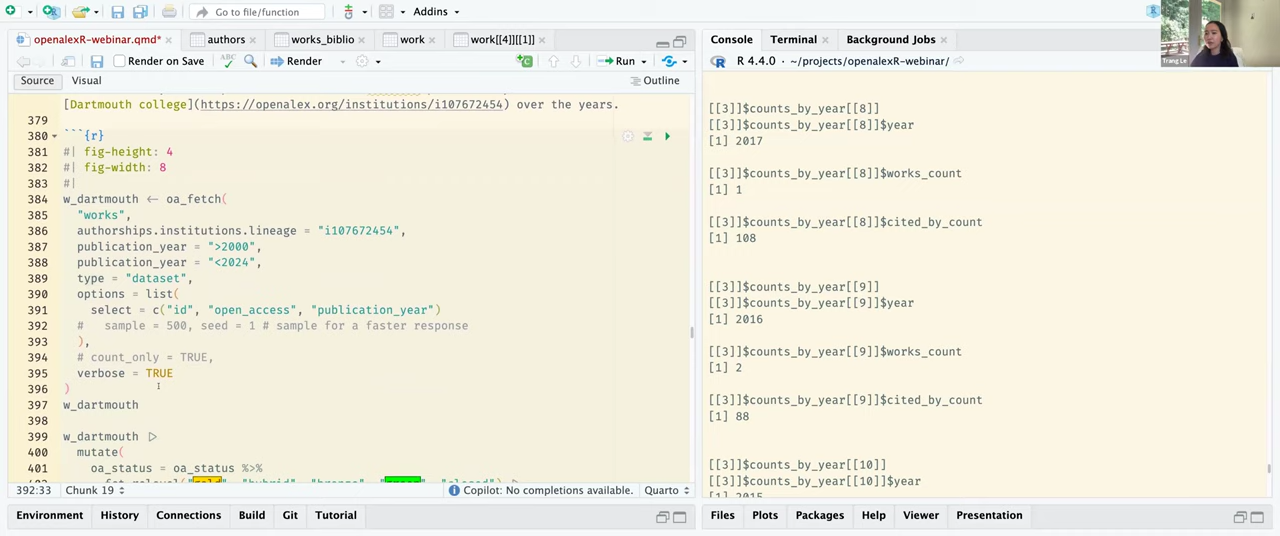 Go to file/function
Addins
openalexR-webinar.qmd*
authors
works_biblio
work
work[[4]][[1]]
Render on Save
ABC
Render
Run
Source
Visual
Outline
[Dartmouth college](https://openalex.org/institutions/i107672454) over the years.
379
380 ```{r}
381 #| fig-height: 4
382 #| fig-width: 8
383 #|
384 w_dartmouth <- oa_fetch(
385 "works",
386 authorships.institutions.lineage = "i107672454",
387 publication_year = ">2000",
388 publication_year = "<2024",
389 type = "dataset",
390 options = list(
391 select = c("id", "open_access", "publication_year")
392 # sample = 500, seed = 1 # sample for a faster response
393 ),
394 # count_only = TRUE,
395 verbose = TRUE
396 )
397 w_dartmouth
398
399 w_dartmouth |>
400 mutate(
401 oa_status = oa_status %>%
392:33
Chunk 19
Copilot: No completions available.
Quarto
Environment
History
Connections
Build
Git
Tutorial
Console
Terminal
Background Jobs
R 4.4.0 · ~/projects/openalexR-webinar/
[[3]]$counts_by_year[[8]]
[[3]]$counts_by_year[[8]]$year
[1] 2017
[[3]]$counts_by_year[[8]]$works_count
[1] 1
[[3]]$counts_by_year[[8]]$cited_by_count
[1] 108
[[3]]$counts_by_year[[9]]
[[3]]$counts_by_year[[9]]$year
[1] 2016
[[3]]$counts_by_year[[9]]$works_count
[1] 2
[[3]]$counts_by_year[[9]]$cited_by_count
[1] 88
[[3]]$counts_by_year[[10]]
[[3]]$counts_by_year[[10]]$year
[1] 2015
Files
Plots
Packages
Help
Viewer
Presentation
Trang Le